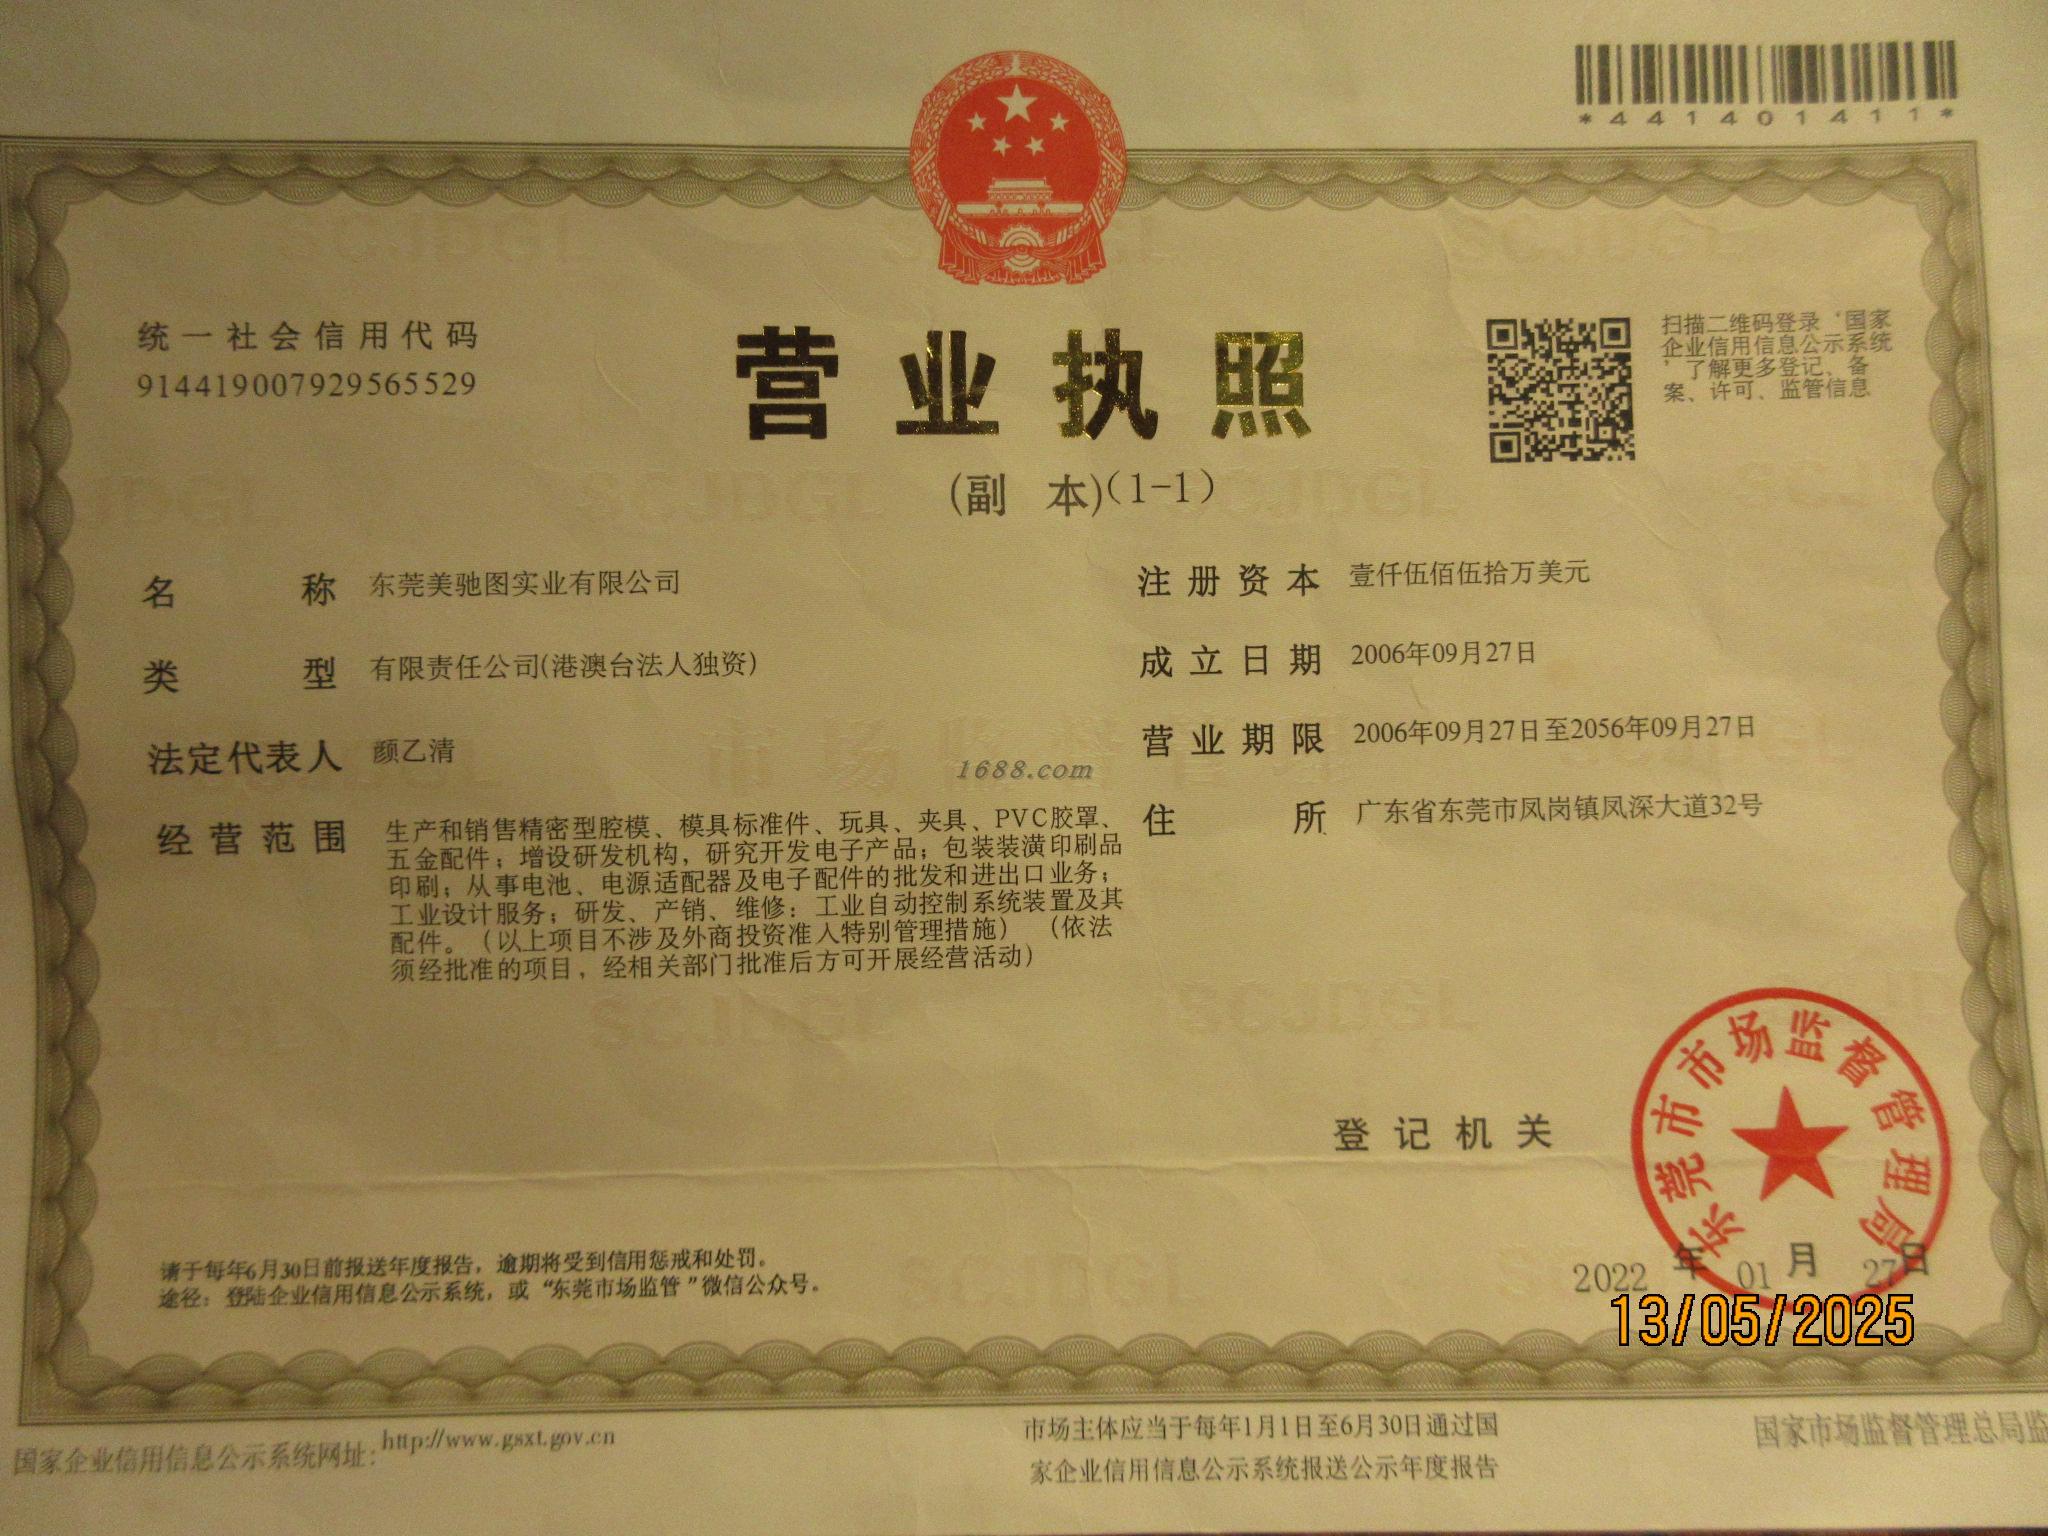 *441401411*
统一社会信用代码
914419007929565529
营业执照
(副 本)(1-1)
扫描二维码登录‘国家
企业信用信息公示系统
’了解更多登记、备
案、许可、监管信息
名 称 东莞美驰图实业有限公司
类 型 有限责任公司(港澳台法人独资)
法定代表人 颜乙清
经营范围 生产和销售精密型腔模、模具标准件、玩具、夹具、PVC胶罩、
五金配件；增设研发机构，研究开发电子产品；包装装潢印刷品
印刷；从事电池、电源适配器及电子配件的批发和进出口业务；
工业设计服务；研发、产销、维修：工业自动控制系统装置及其
配件。（以上项目不涉及外商投资准入特别管理措施）（依法
须经批准的项目，经相关部门批准后方可开展经营活动）
注册资本 壹仟伍佰伍拾万美元
成立日期 2006年09月27日
营业期限 2006年09月27日至2056年09月27日
住 所 广东省东莞市凤岗镇凤深大道32号
1688.com
登记机关
东莞市市场监督管理局
2022 年 01 月 27 日
13/05/2025
请于每年6月30日前报送年度报告，逾期将受到信用惩戒和处罚。
途径：登陆企业信用信息公示系统，或“东莞市场监管”微信公众号。
国家企业信用信息公示系统网址：http://www.gsxt.gov.cn
市场主体应当于每年1月1日至6月30日通过国
家企业信用信息公示系统报送公示年度报告
国家市场监督管理总局监